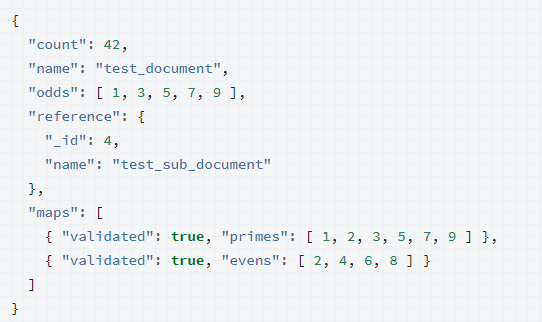 {
  "count": 42,
  "name": "test_document",
  "odds": [ 1, 3, 5, 7, 9 ],
  "reference": {
    "_id": 4,
    "name": "test_sub_document"
  },
  "maps": [
    { "validated": true, "primes": [ 1, 2, 3, 5, 7, 9 ] },
    { "validated": true, "evens": [ 2, 4, 6, 8 ] }
  ]
}